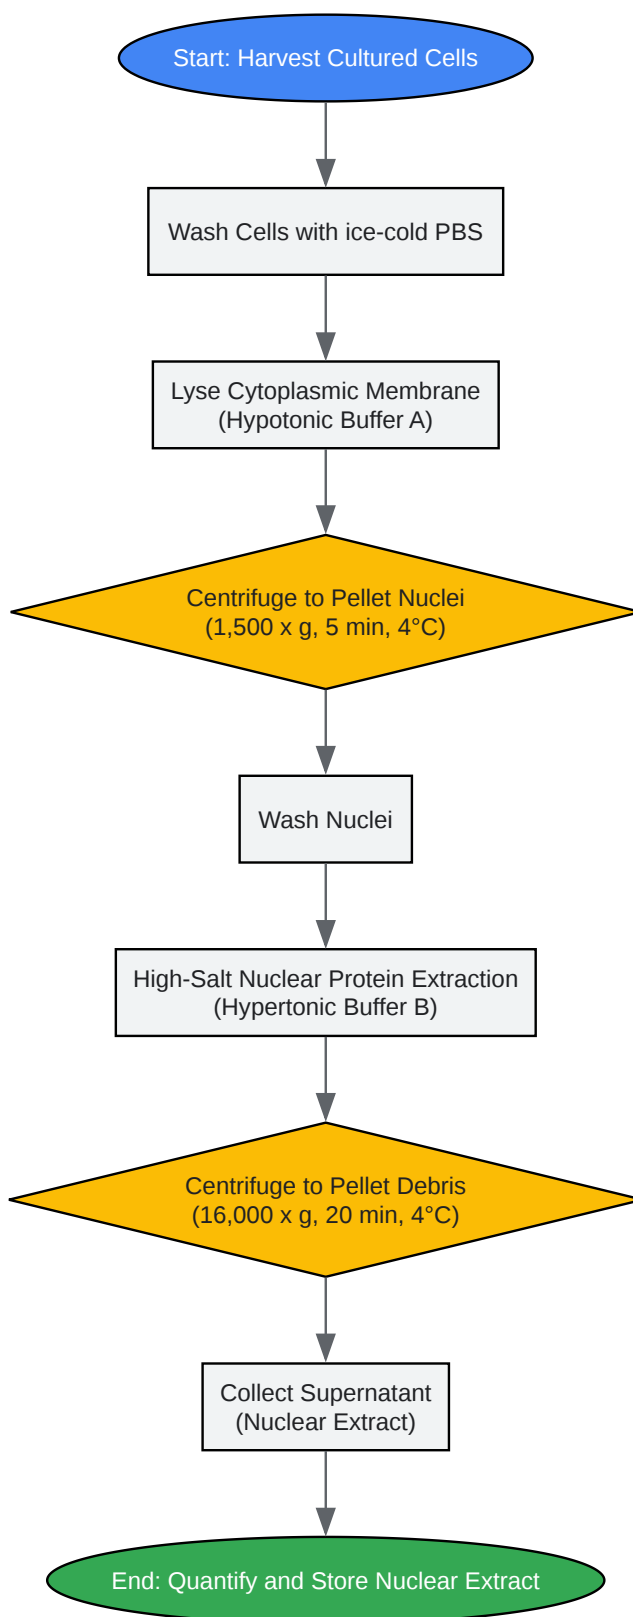 Start: Harvest Cultured Cells
Wash Cells with ice-cold PBS
Lyse Cytoplasmic Membrane
(Hypotonic Buffer A)
Centrifuge to Pellet Nuclei
(1,500 x g, 5 min, 4°C)
Wash Nuclei
High-Salt Nuclear Protein Extraction
(Hypertonic Buffer B)
Centrifuge to Pellet Debris
(16,000 x g, 20 min, 4°C)
Collect Supernatant
(Nuclear Extract)
End: Quantify and Store Nuclear Extract